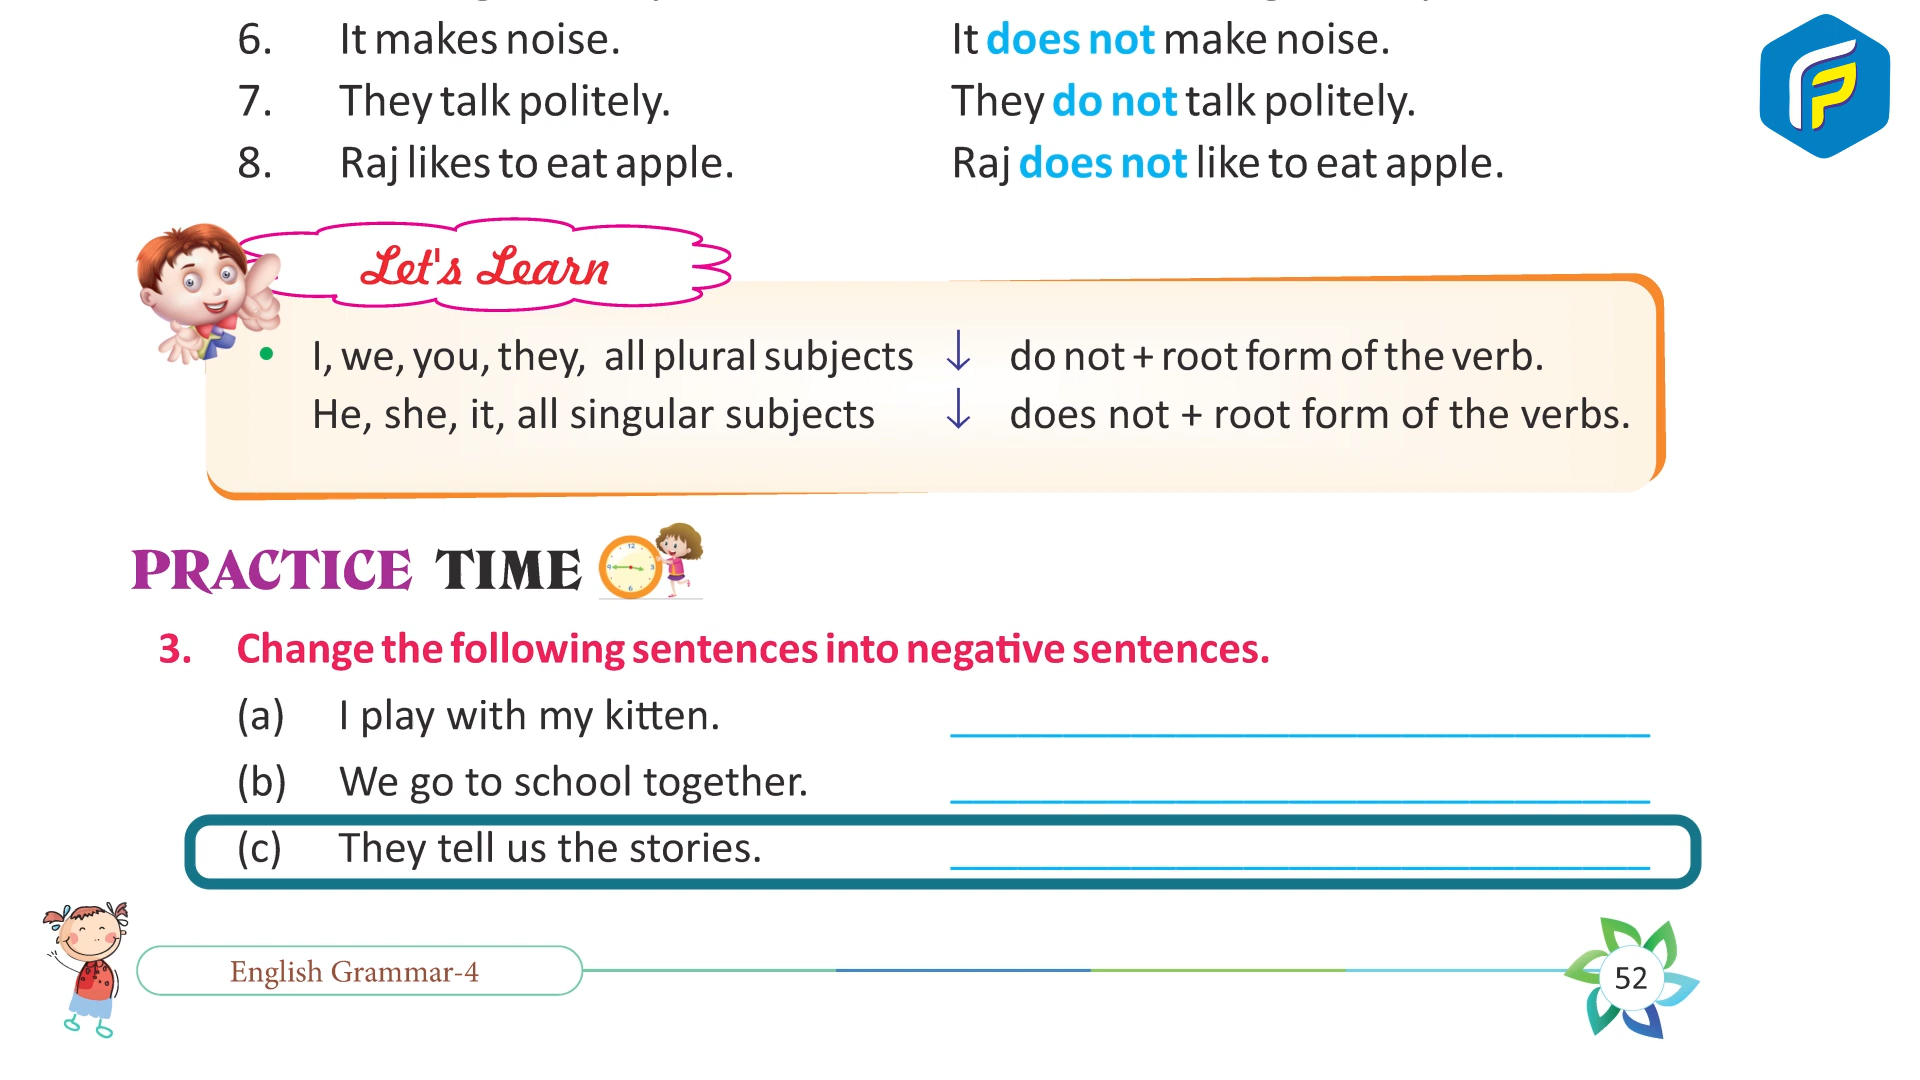 6. It makes noise. It does not make noise.
7. They talk politely. They do not talk politely.
8. Raj likes to eat apple. Raj does not like to eat apple.
Let's Learn
• I, we, you, they, all plural subjects ↓ do not + root form of the verb.
He, she, it, all singular subjects ↓ does not + root form of the verbs.
PRACTICE TIME
3. Change the following sentences into negative sentences.
(a) I play with my kitten.
(b) We go to school together.
(c) They tell us the stories.
English Grammar-4
52